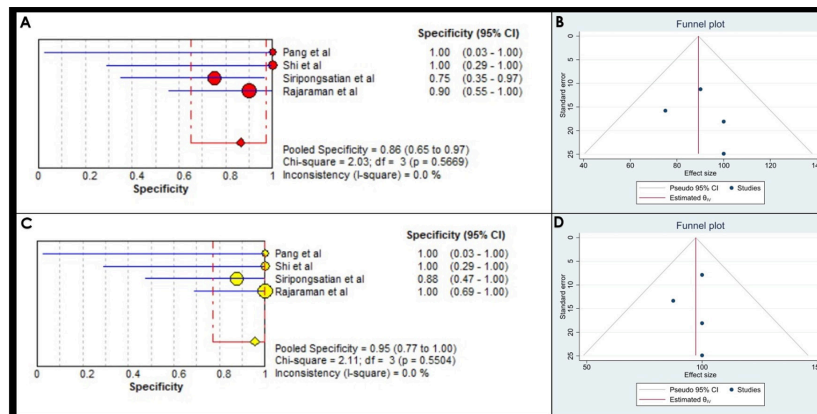 A
Specificity (95% CI)
Pang et al 1.00 (0.03 - 1.00)
Shi et al 1.00 (0.29 - 1.00)
Siripongsatian et al 0.75 (0.35 - 0.97)
Rajaraman et al 0.90 (0.55 - 1.00)
Pooled Specificity = 0.86 (0.65 to 0.97)
Chi-square = 2.03; df = 3 (p = 0.5669)
Inconsistency (I-square) = 0.0 %
0 0.2 0.4 0.6 0.8 1
Specificity
B
Funnel plot
Standard error
0
5
10
15
20
25
40 60 80 100 120 140
Effect size
Pseudo 95% CI Studies
Estimated θIV
C
Specificity (95% CI)
Pang et al 1.00 (0.03 - 1.00)
Shi et al 1.00 (0.29 - 1.00)
Siripongsatian et al 0.88 (0.47 - 1.00)
Rajaraman et al 1.00 (0.69 - 1.00)
Pooled Specificity = 0.95 (0.77 to 1.00)
Chi-square = 2.11; df = 3 (p = 0.5504)
Inconsistency (I-square) = 0.0 %
0 0.2 0.4 0.6 0.8 1
Specificity
D
Funnel plot
Standard error
0
5
10
15
20
25
50 100
Effect size
Pseudo 95% CI Studies
Estimated θIV